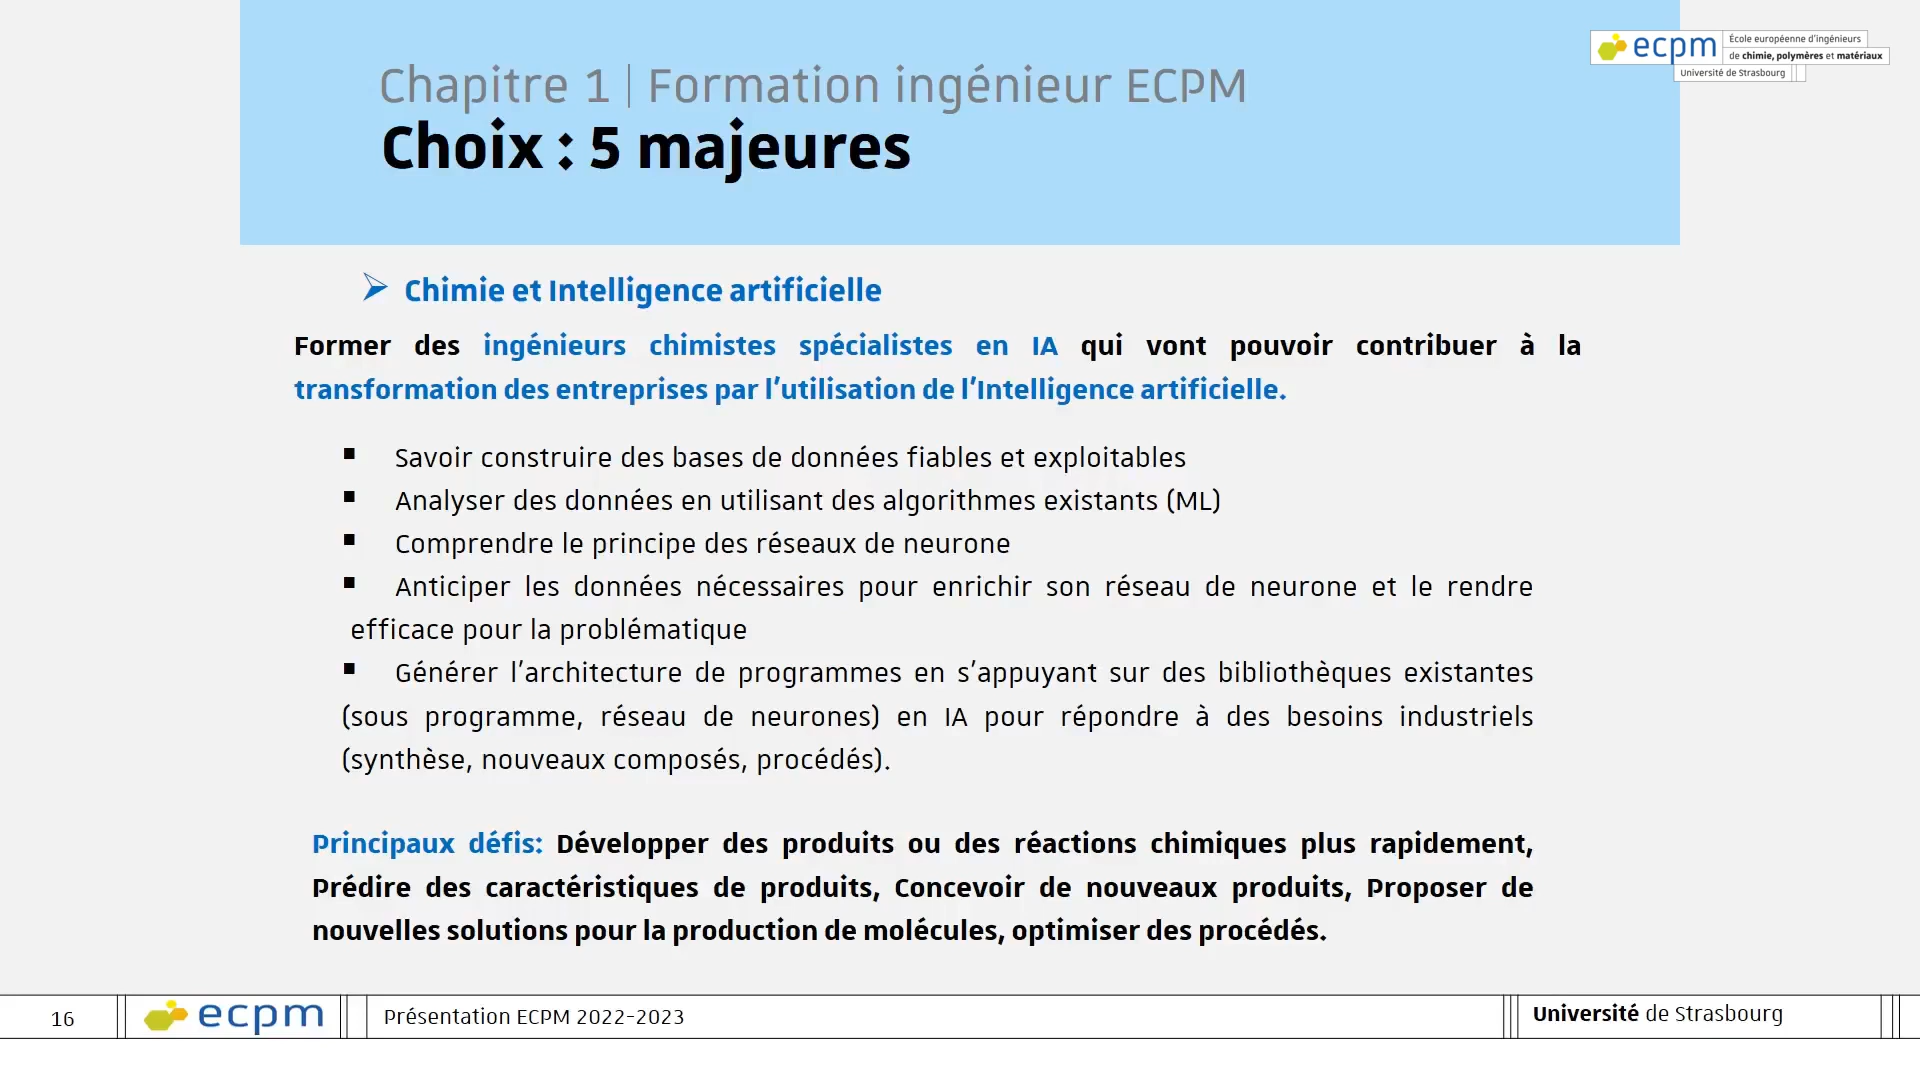 Chapitre 1 | Formation ingénieur ECPM
Choix : 5 majeures
ecpm
École européenne d'ingénieurs
de chimie, polymères et matériaux
Université de Strasbourg
Chimie et Intelligence artificielle
Former des ingénieurs chimistes spécialistes en IA qui vont pouvoir contribuer à la
transformation des entreprises par l'utilisation de l'Intelligence artificielle.
▪ Savoir construire des bases de données fiables et exploitables
▪ Analyser des données en utilisant des algorithmes existants (ML)
▪ Comprendre le principe des réseaux de neurone
▪ Anticiper les données nécessaires pour enrichir son réseau de neurone et le rendre
efficace pour la problématique
▪ Générer l'architecture de programmes en s'appuyant sur des bibliothèques existantes
(sous programme, réseau de neurones) en IA pour répondre à des besoins industriels
(synthèse, nouveaux composés, procédés).
Principaux défis: Développer des produits ou des réactions chimiques plus rapidement,
Prédire des caractéristiques de produits, Concevoir de nouveaux produits, Proposer de
nouvelles solutions pour la production de molécules, optimiser des procédés.
16
ecpm
Présentation ECPM 2022-2023
Université de Strasbourg